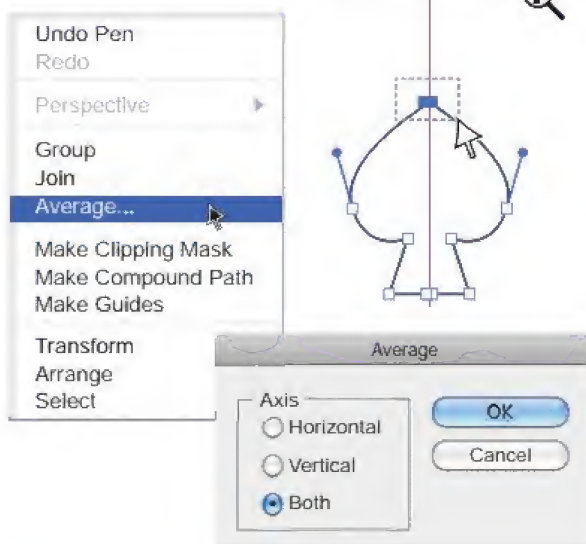 Undo Pen
Redo
Perspective
Group
Join
Average...
Make Clipping Mask
Make Compound Path
Make Guides
Transform
Arrange
Select
Average
Axis
Horizontal
Vertical
Both
OK
Cancel